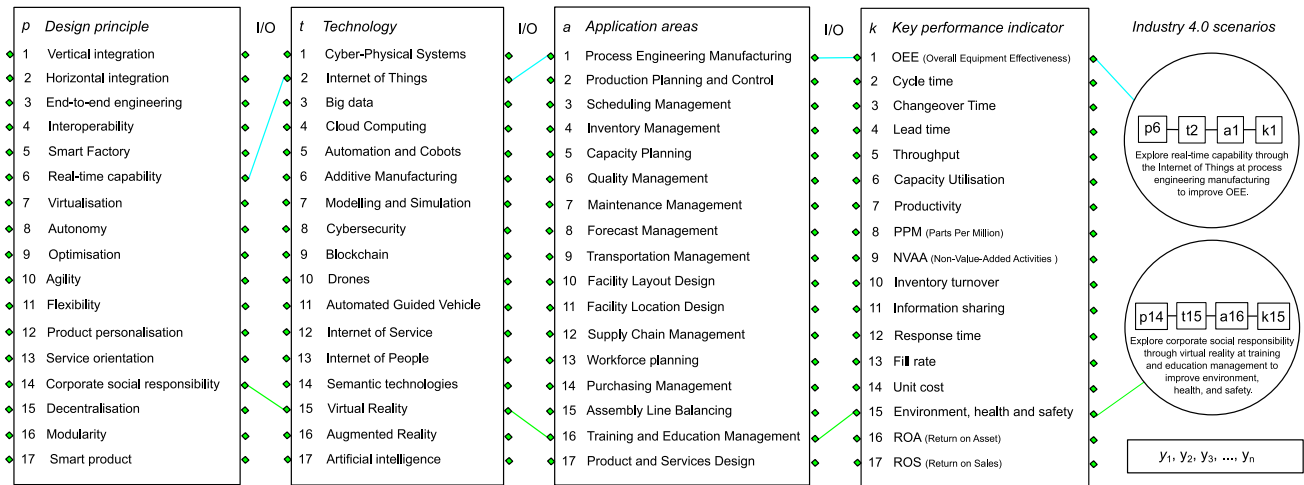 p Design principle
1 Vertical integration
2 Horizontal integration
3 End-to-end engineering
4 Interoperability
5 Smart Factory
6 Real-time capability
7 Virtualisation
8 Autonomy
9 Optimisation
10 Agility
11 Flexibility
12 Product personalisation
13 Service orientation
14 Corporate social responsibility
15 Decentralisation
16 Modularity
17 Smart product
I/O
t Technology
1 Cyber-Physical Systems
2 Internet of Things
3 Big data
4 Cloud Computing
5 Automation and Cobots
6 Additive Manufacturing
7 Modelling and Simulation
8 Cybersecurity
9 Blockchain
10 Drones
11 Automated Guided Vehicle
12 Internet of Service
13 Internet of People
14 Semantic technologies
15 Virtual Reality
16 Augmented Reality
17 Artificial intelligence
I/O
a Application areas
1 Process Engineering Manufacturing
2 Production Planning and Control
3 Scheduling Management
4 Inventory Management
5 Capacity Planning
6 Quality Management
7 Maintenance Management
8 Forecast Management
9 Transportation Management
10 Facility Layout Design
11 Facility Location Design
12 Supply Chain Management
13 Workforce planning
14 Purchasing Management
15 Assembly Line Balancing
16 Training and Education Management
17 Product and Services Design
I/O
k Key performance indicator
1 OEE (Overall Equipment Effectiveness)
2 Cycle time
3 Changeover Time
4 Lead time
5 Throughput
6 Capacity Utilisation
7 Productivity
8 PPM (Parts Per Million)
9 NVAA (Non-Value-Added Activities )
10 Inventory turnover
11 Information sharing
12 Response time
13 Fill rate
14 Unit cost
15 Environment, health and safety
16 ROA (Return on Asset)
17 ROS (Return on Sales)
Industry 4.0 scenarios
p6 t2 a1 k1
Explore real-time capability through
the Internet of Things at process
engineering manufacturing
to improve OEE.
p14 t15 a16 k15
Explore corporate social responsibility
through virtual reality at training
and education management to
improve environment,
health, and safety.
y1, y2, y3, ..., yn